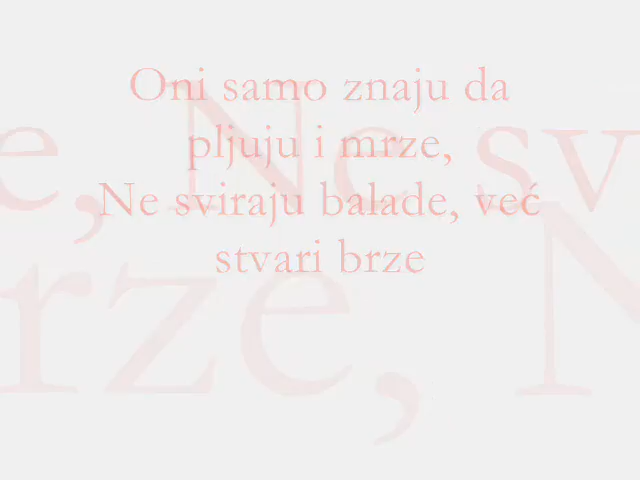 Oni samo znaju da
pljuju i mrze,
Ne sviraju balade, već
stvari brze